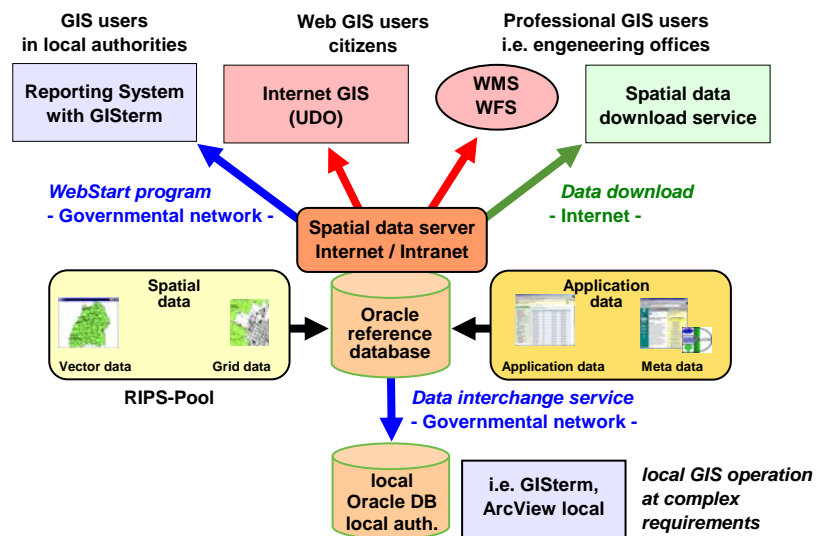 GIS users
in local authorities
Web GIS users
citizens
Professional GIS users
i.e. engeneering offices
Reporting System
with GISterm
Internet GIS
(UDO)
WMS
WFS
Spatial data
download service
WebStart program
- Governmental network -
Data download
- Internet -
Spatial data server
Internet / Intranet
Spatial
data
Vector data
Grid data
Oracle
reference
database
Application
data
Application data
Meta data
RIPS-Pool
Data interchange service
- Governmental network -
local
Oracle DB
local auth.
i.e. GISterm,
ArcView local
local GIS operation
at complex
requirements